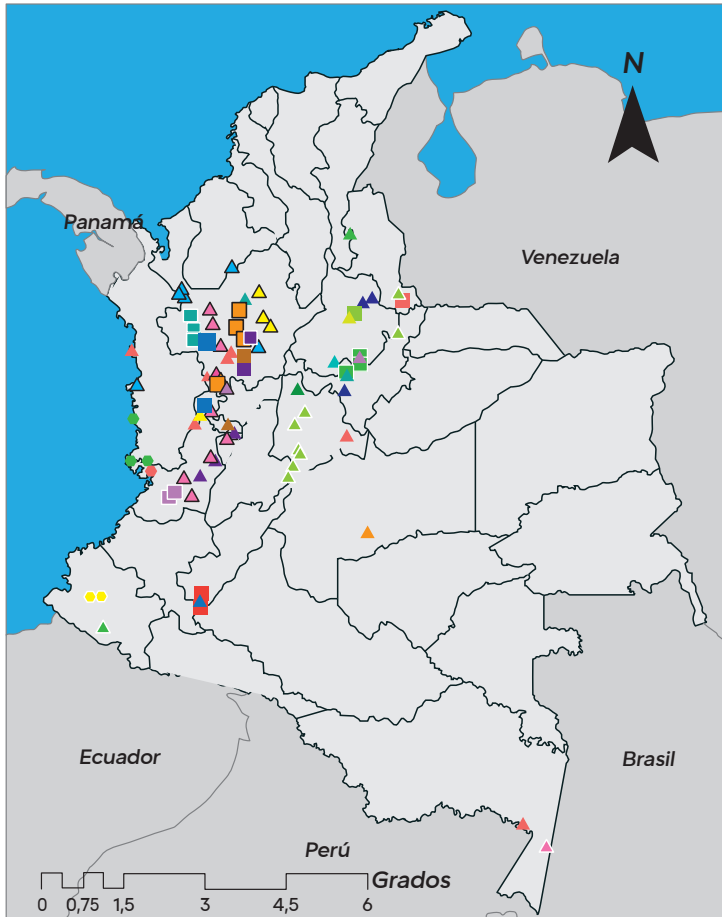 N
Panamá
Venezuela
Ecuador
Brasil
Perú
Grados
0 0,75 1,5 3 4,5 6